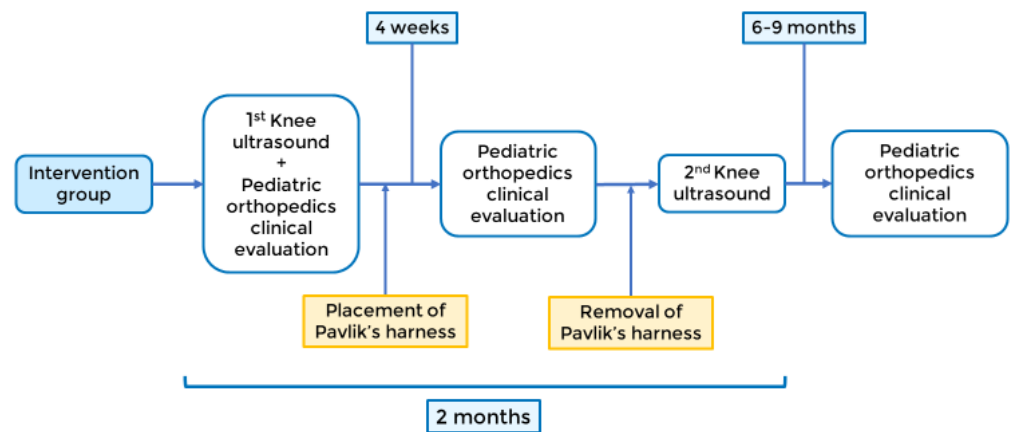 4 weeks
6-9 months
Intervention
group
1st Knee
ultrasound
+
Pediatric
orthopedics
clinical
evaluation
Pediatric
orthopedics
clinical
evaluation
2nd Knee
ultrasound
Pediatric
orthopedics
clinical
evaluation
Placement of
Pavlik's harness
Removal of
Pavlik's harness
2 months